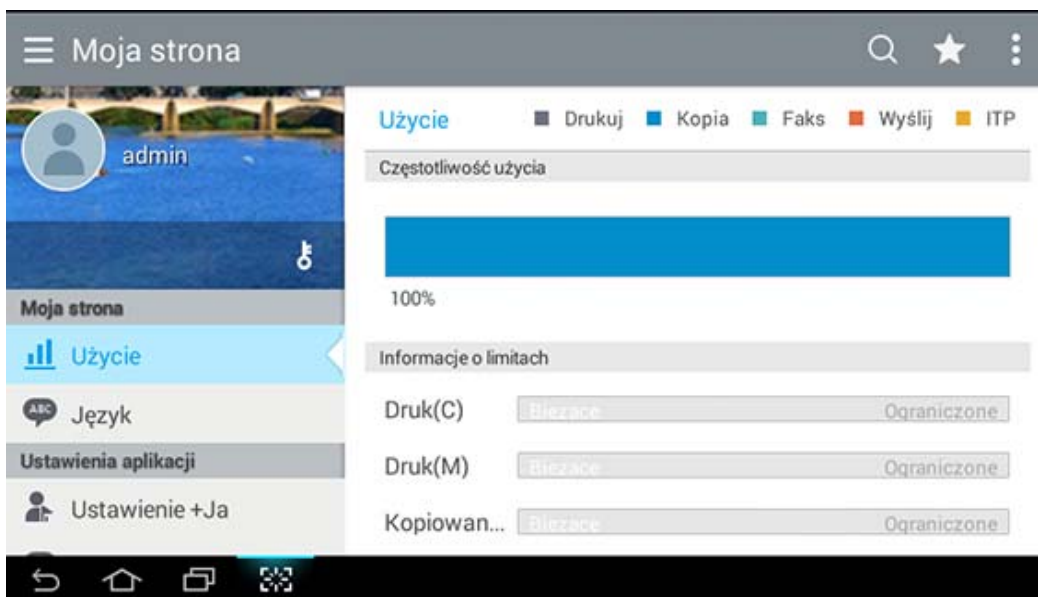 Moja strona
admin
Moja strona
Użycie
ABC
Język
Ustawienia aplikacji
Ustawienie +Ja
Użycie Drukuj Kopia Faks Wyślij ITP
Częstotliwość użycia
100%
Informacje o limitach
Druk(C) Bieżące Ograniczone
Druk(M) Bieżące Ograniczone
Kopiowan... Bieżące Ograniczone